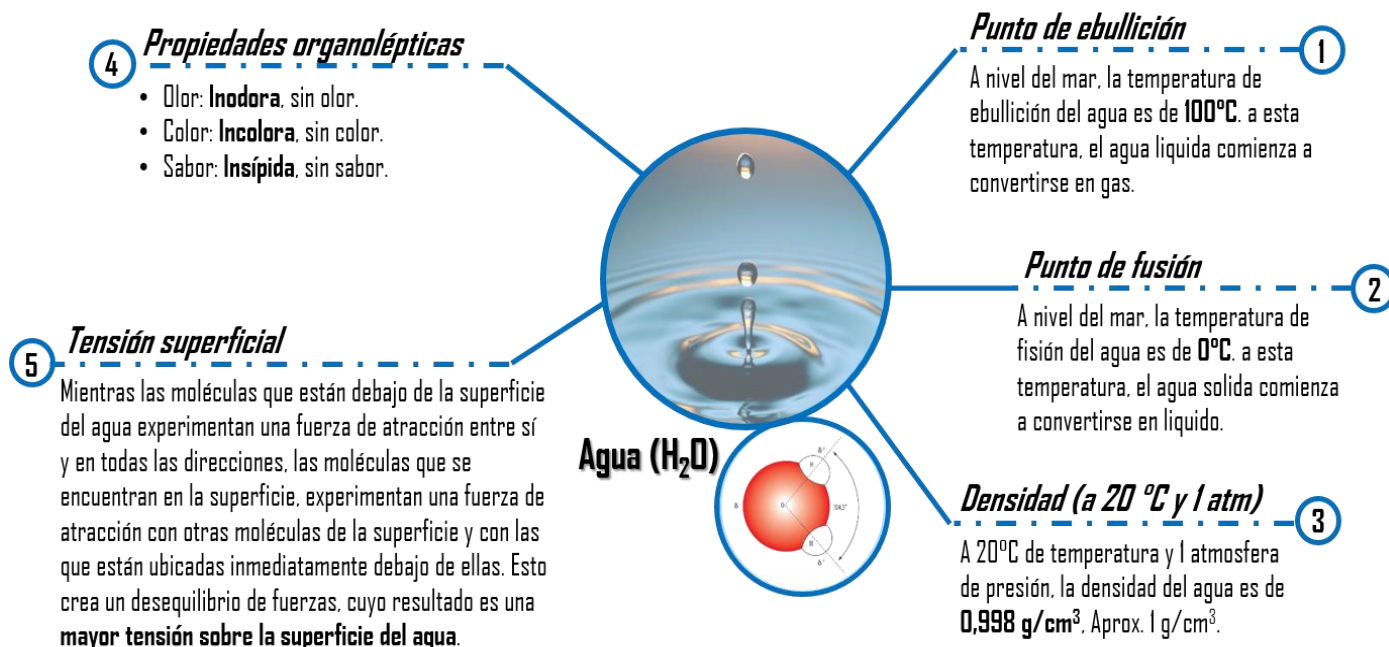 Punto de ebullición
1
A nivel del mar, la temperatura de
ebullición del agua es de 100°C. a esta
temperatura, el agua liquida comienza a
convertirse en gas.
Punto de fusión
2
A nivel del mar, la temperatura de
fisión del agua es de 0°C. a esta
temperatura, el agua solida comienza
a convertirse en liquido.
Densidad (a 20 °C y 1 atm)
3
A 20°C de temperatura y 1 atmosfera
de presión, la densidad del agua es de
0,998 g/cm³, Aprox. 1 g/cm³.
4
Propiedades organolépticas
• Olor: Inodora, sin olor.
• Color: Incolora, sin color.
• Sabor: Insípida, sin sabor.
5
Tensión superficial
Mientras las moléculas que están debajo de la superficie
del agua experimentan una fuerza de atracción entre sí
y en todas las direcciones, las moléculas que se
encuentran en la superficie, experimentan una fuerza de
atracción con otras moléculas de la superficie y con las
que están ubicadas inmediatamente debajo de ellas. Esto
crea un desequilibrio de fuerzas, cuyo resultado es una
mayor tensión sobre la superficie del agua.
Agua (H₂O)
δ⁺
H
O
104,5°
H
δ⁺